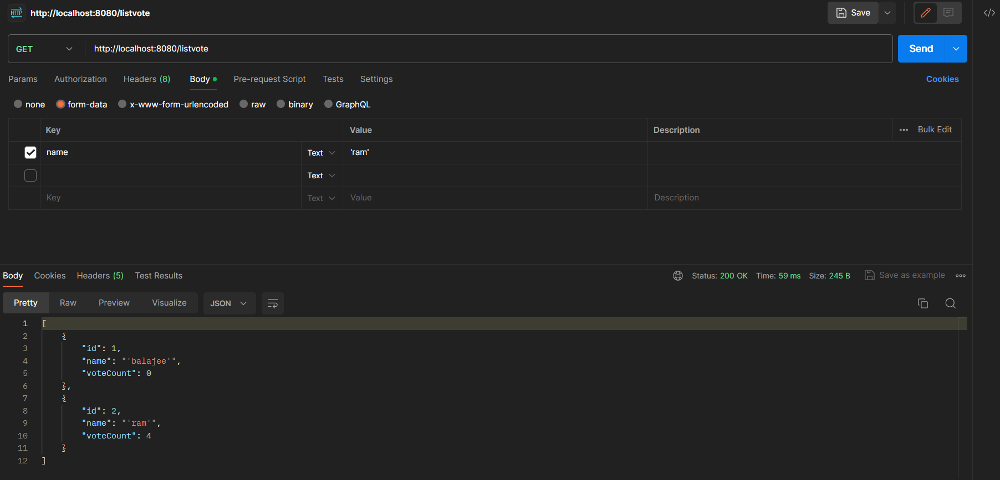 HTTP http://localhost:8080/listvote Save
GET http://localhost:8080/listvote Send
Params Authorization Headers (8) Body Pre-request Script Tests Settings Cookies
none form-data x-www-form-urlencoded raw binary GraphQL
Key Value Description Bulk Edit
name Text 'ram'
Text
Key Text Value Description
Body Cookies Headers (5) Test Results Status: 200 OK Time: 59 ms Size: 245 B Save as example
Pretty Raw Preview Visualize JSON
1 [
2 {
3 "id": 1,
4 "name": "'balajee'",
5 "voteCount": 0
6 },
7 {
8 "id": 2,
9 "name": "'ram'",
10 "voteCount": 4
11 }
12 ]